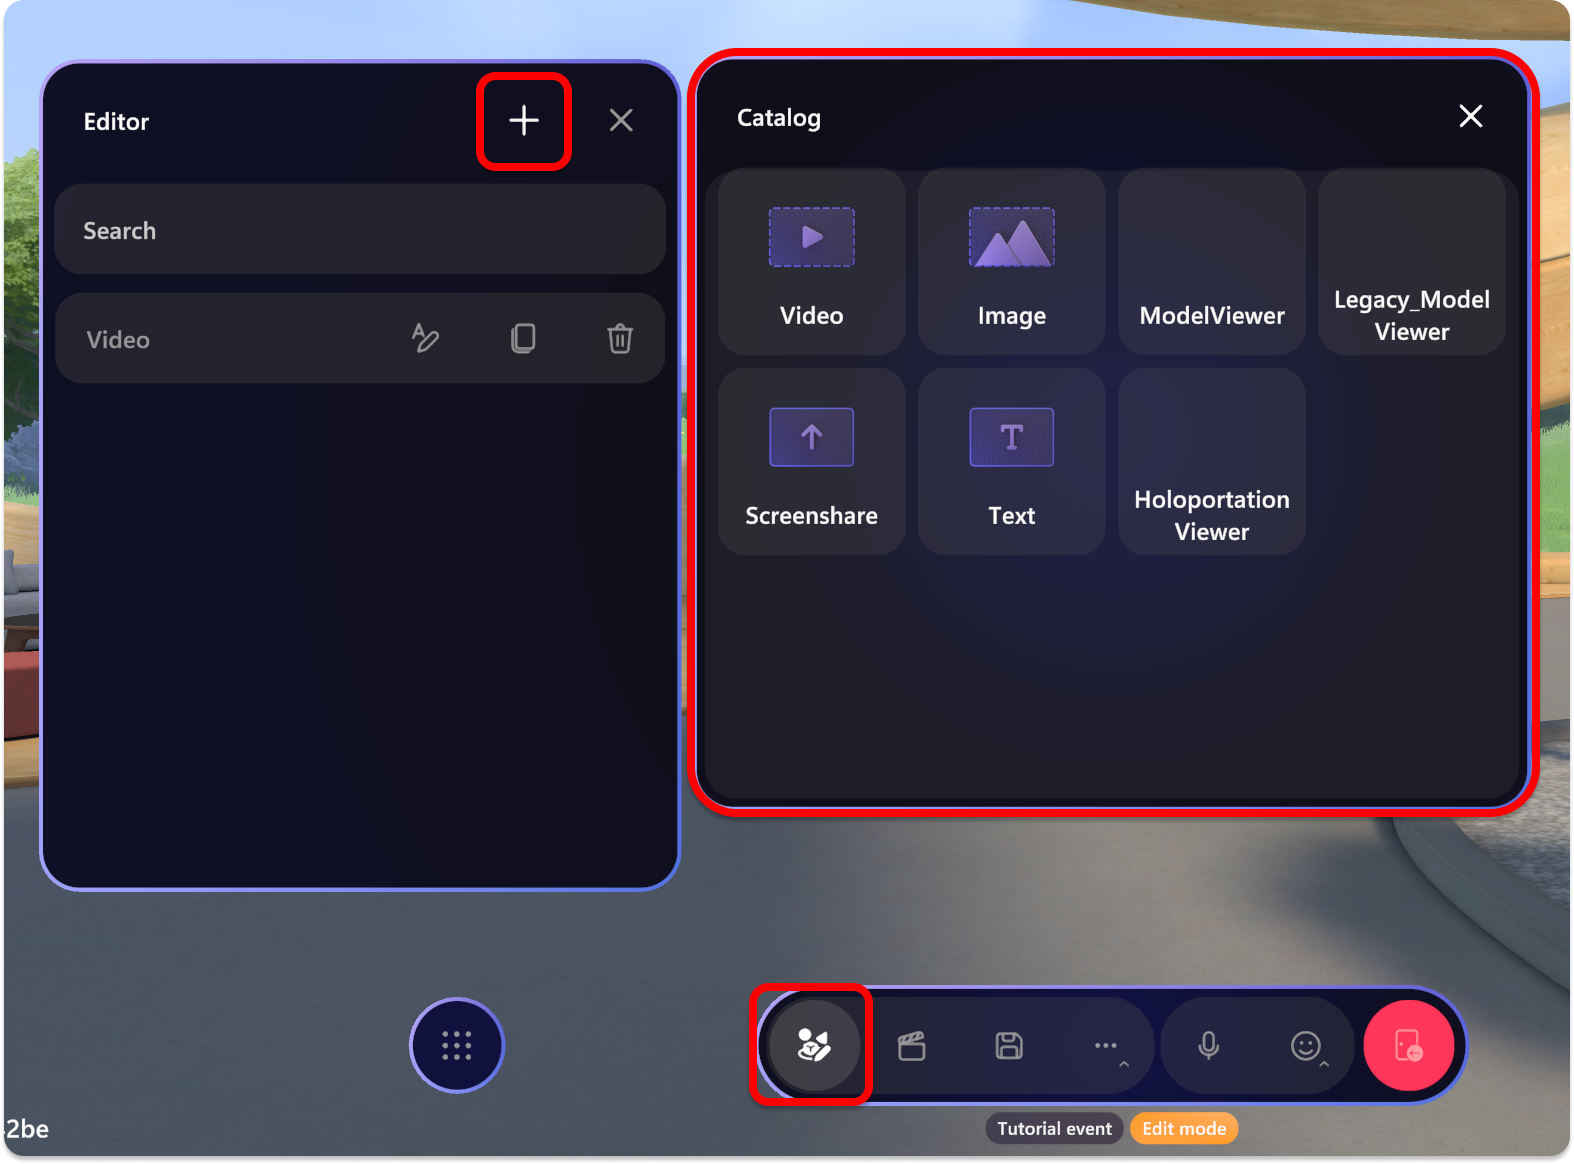 Editor
Search
Video
Catalog
Video
Image
ModelViewer
Legacy_Model
Viewer
Screenshare
Text
Holoportation
Viewer
Tutorial event
Edit mode
2be